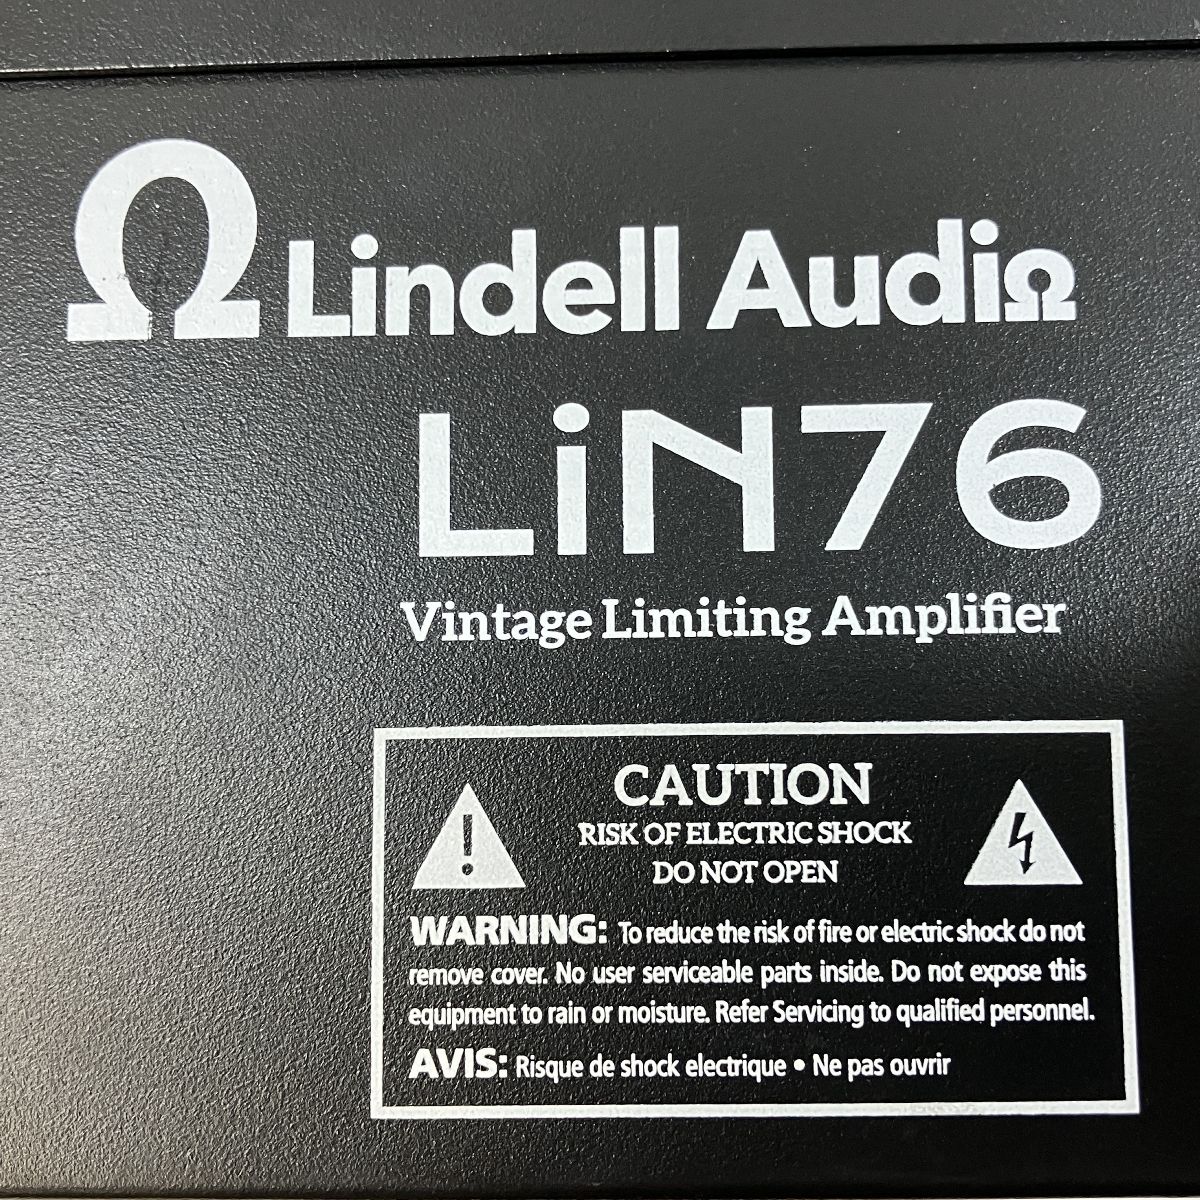 Ω Lindell AudiΩ
LiN76
Vintage Limiting Amplifier
CAUTION
RISK OF ELECTRIC SHOCK
DO NOT OPEN
WARNING: To reduce the risk of fire or electric shock do not
remove cover. No user serviceable parts inside. Do not expose this
equipment to rain or moisture. Refer Servicing to qualified personnel.
AVIS: Risque de shock electrique • Ne pas ouvrir